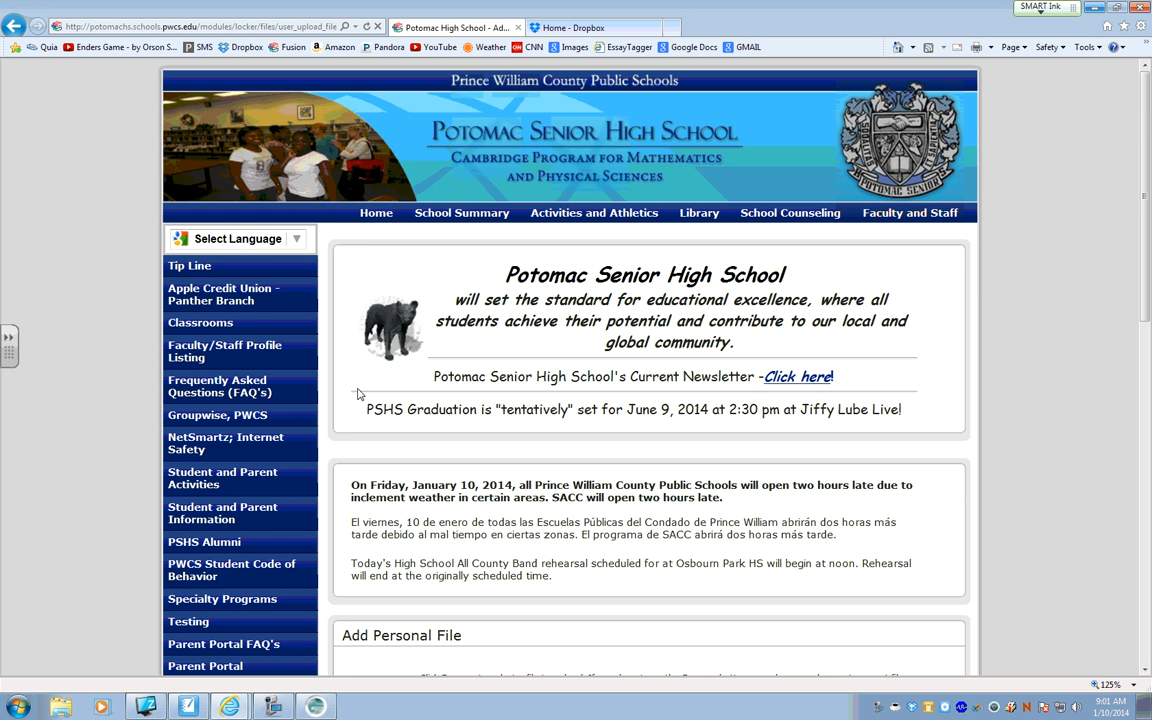 SMART Ink
http://potomachs.schools.pwcs.edu/modules/locker/files/user_upload_file
Potomac High School - Ad...
Home - Dropbox
Quia
Enders Game - by Orson S...
PSMS
Dropbox
Fusion
Amazon
Pandora
YouTube
Weather
CNN
Images
EssayTagger
Google Docs
GMAIL
Page
Safety
Tools
Prince William County Public Schools
POTOMAC SENIOR HIGH SCHOOL
CAMBRIDGE PROGRAM FOR MATHEMATICS
AND PHYSICAL SCIENCES
POTOMAC SENIOR
Home
School Summary
Activities and Athletics
Library
School Counseling
Faculty and Staff
Select Language
Tip Line
Apple Credit Union -
Panther Branch
Classrooms
Faculty/Staff Profile
Listing
Frequently Asked
Questions (FAQ's)
Groupwise, PWCS
NetSmartz; Internet
Safety
Student and Parent
Activities
Student and Parent
Information
PSHS Alumni
PWCS Student Code of
Behavior
Specialty Programs
Testing
Parent Portal FAQ's
Parent Portal
Potomac Senior High School
will set the standard for educational excellence, where all
students achieve their potential and contribute to our local and
global community.
Potomac Senior High School's Current Newsletter -Click here!
PSHS Graduation is "tentatively" set for June 9, 2014 at 2:30 pm at Jiffy Lube Live!
On Friday, January 10, 2014, all Prince William County Public Schools will open two hours late due to
inclement weather in certain areas. SACC will open two hours late.
El viernes, 10 de enero de todas las Escuelas Públicas del Condado de Prince William abrirán dos horas más
tarde debido al mal tiempo en ciertas zonas. El programa de SACC abrirá dos horas más tarde.
Today's High School All County Band rehearsal scheduled for at Osbourn Park HS will begin at noon. Rehearsal
will end at the originally scheduled time.
Add Personal File
125%
9:01 AM
1/10/2014